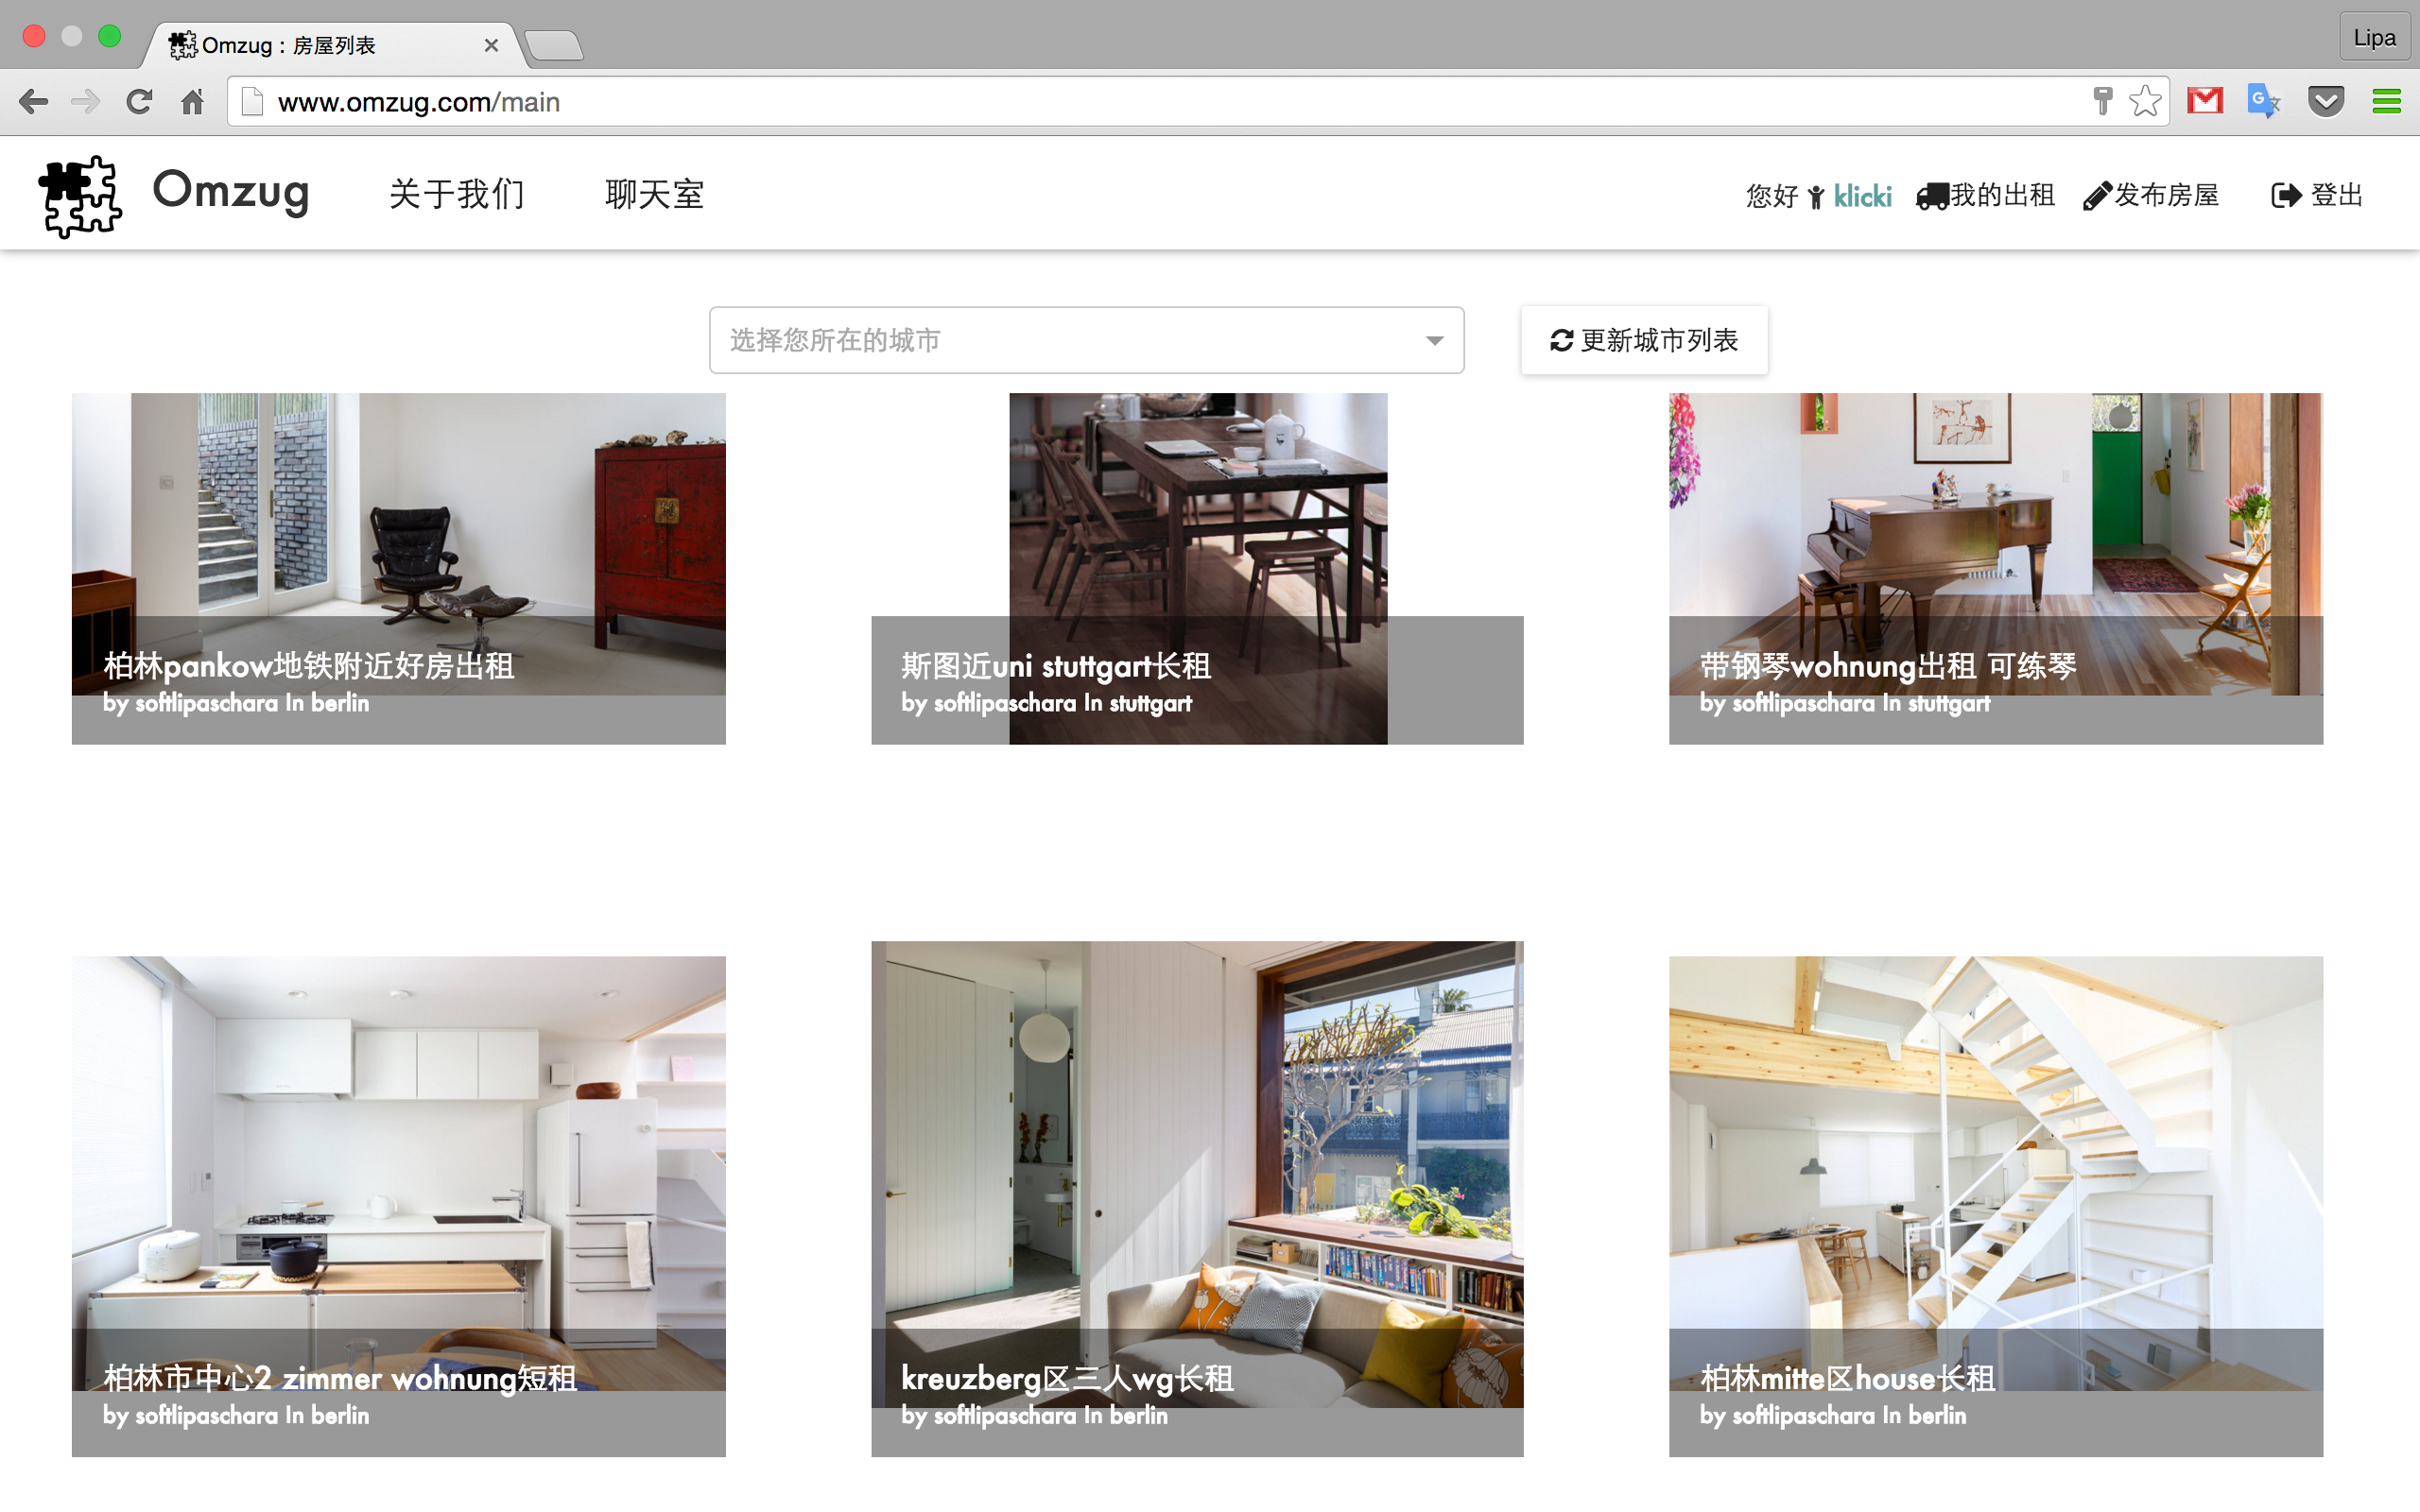 Omzug : 房屋列表
Lipa
www.omzug.com/main
Omzug 关于我们 聊天室 您好 klicki 我的出租 发布房屋 登出
选择您所在的城市 更新城市列表
柏林pankow地铁附近好房出租
by softlipaschara In berlin
斯图近uni stuttgart长租
by softlipaschara In stuttgart
带钢琴wohnung出租 可练琴
by softlipaschara In stuttgart
柏林市中心2 zimmer wohnung短租
by softlipaschara In berlin
kreuzberg区三人wg长租
by softlipaschara In berlin
柏林mitte区house长租
by softlipaschara In berlin